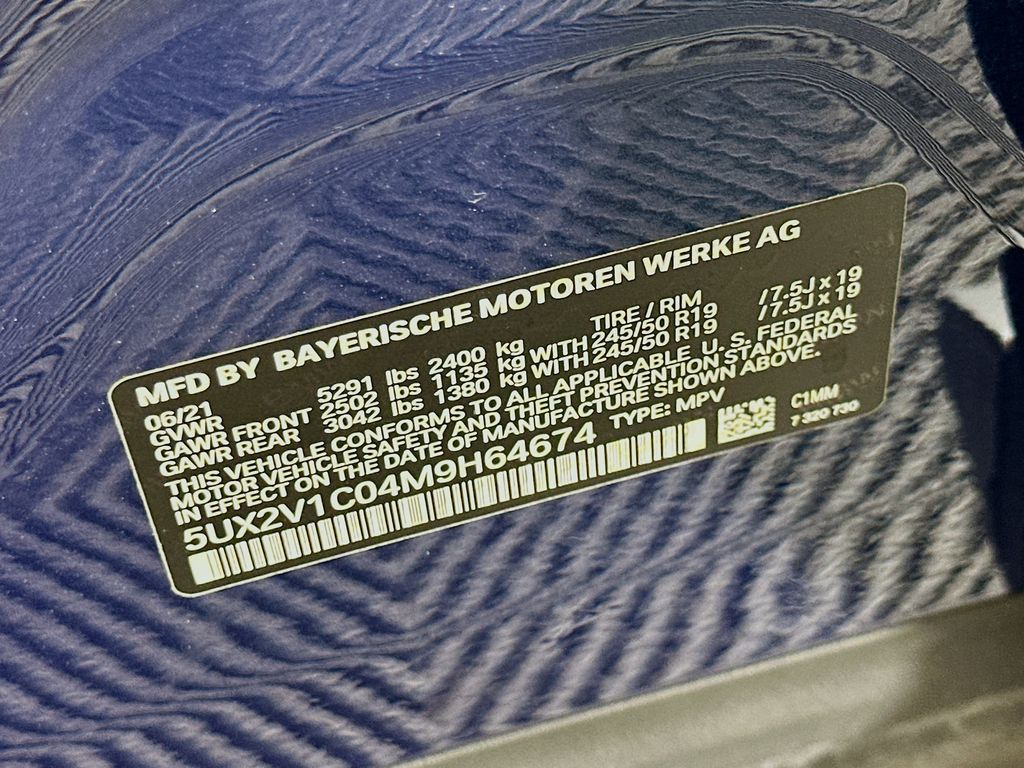 MFD BY BAYERISCHE MOTOREN WERKE AG
06/21 TIRE / RIM
GVWR 5291 lbs 2400 kg
GAWR FRONT 2502 lbs 1135 kg WITH 245/50 R19 / 7.5J x 19
GAWR REAR 3042 lbs 1380 kg WITH 245/50 R19 / 7.5J x 19
THIS VEHICLE CONFORMS TO ALL APPLICABLE U. S. FEDERAL
MOTOR VEHICLE SAFETY AND THEFT PREVENTION STANDARDS
IN EFFECT ON THE DATE OF MANUFACTURE SHOWN ABOVE.
5UX2V1C04M9H64674 TYPE: MPV C1MM
7 320 730